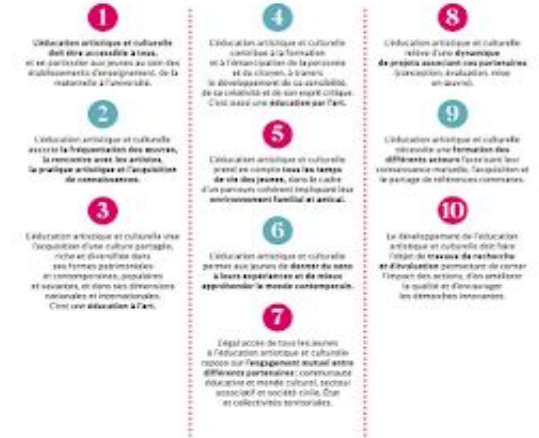 1
L'éducation artistique et culturelle
doit être accessible à tous,
et en particulier aux jeunes au sein des
établissements d'enseignement, de la
maternelle à l'université.
2
L'éducation artistique et culturelle
associe la fréquentation des œuvres,
la rencontre avec les artistes,
la pratique artistique et l'acquisition
de connaissances.
3
L'éducation artistique et culturelle vise
l'acquisition d'une culture partagée,
riche et diversifiée dans
ses formes patrimoniales
et contemporaines, populaires
et savantes, et dans ses dimensions
nationales et internationales.
C'est une éducation à l'art.
4
L'éducation artistique et culturelle
contribue à la formation
et à l'émancipation de la personne
et du citoyen, à travers
le développement de sa sensibilité,
de sa créativité et de son esprit critique.
C'est aussi une éducation par l'art.
5
L'éducation artistique et culturelle
prend en compte tous les temps
de vie des jeunes, dans le cadre
d'un parcours cohérent impliquant leur
environnement familial et amical.
6
L'éducation artistique et culturelle
permet aux jeunes de donner du sens
à leurs expériences et de mieux
appréhender le monde contemporain.
7
L'égal accès de tous les jeunes
à l'éducation artistique et culturelle
repose sur l'engagement mutuel entre
différents partenaires : communauté
éducative et monde culturel, secteur
associatif et société civile, État
et collectivités territoriales.
8
L'éducation artistique et culturelle
relève d'une dynamique
de projets associant ces partenaires
(conception, évaluation, mise
en œuvre).
9
L'éducation artistique et culturelle
nécessite une formation des
différents acteurs favorisant leur
connaissance mutuelle, l'acquisition et
le partage de références communes.
10
Le développement de l'éducation
artistique et culturelle doit faire
l'objet de travaux de recherche
et d'évaluation permettant de cerner
l'impact des actions, d'en améliorer
la qualité et d'encourager
les démarches innovantes.